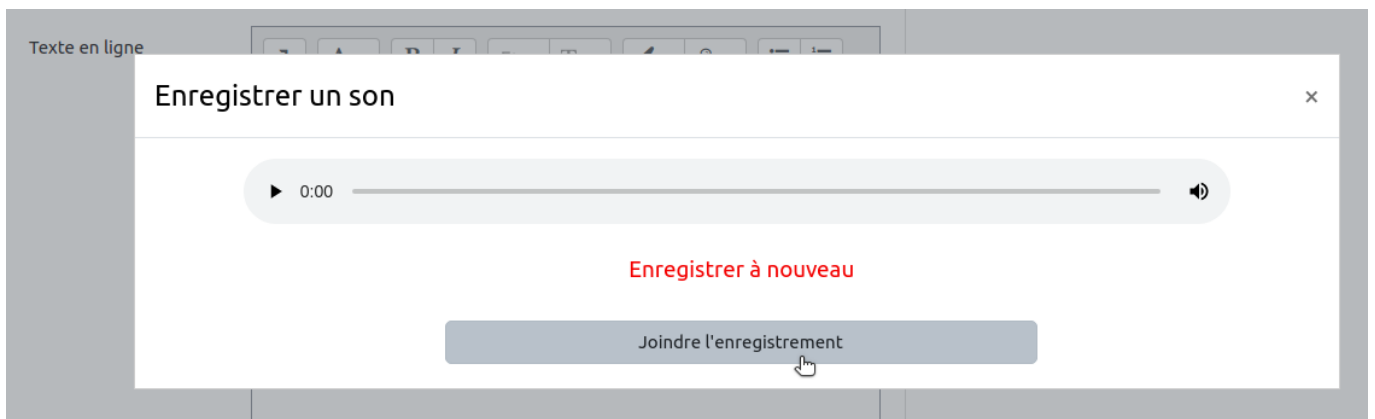 Texte en ligne
Enregistrer un son
×
0:00
Enregistrer à nouveau
Joindre l'enregistrement